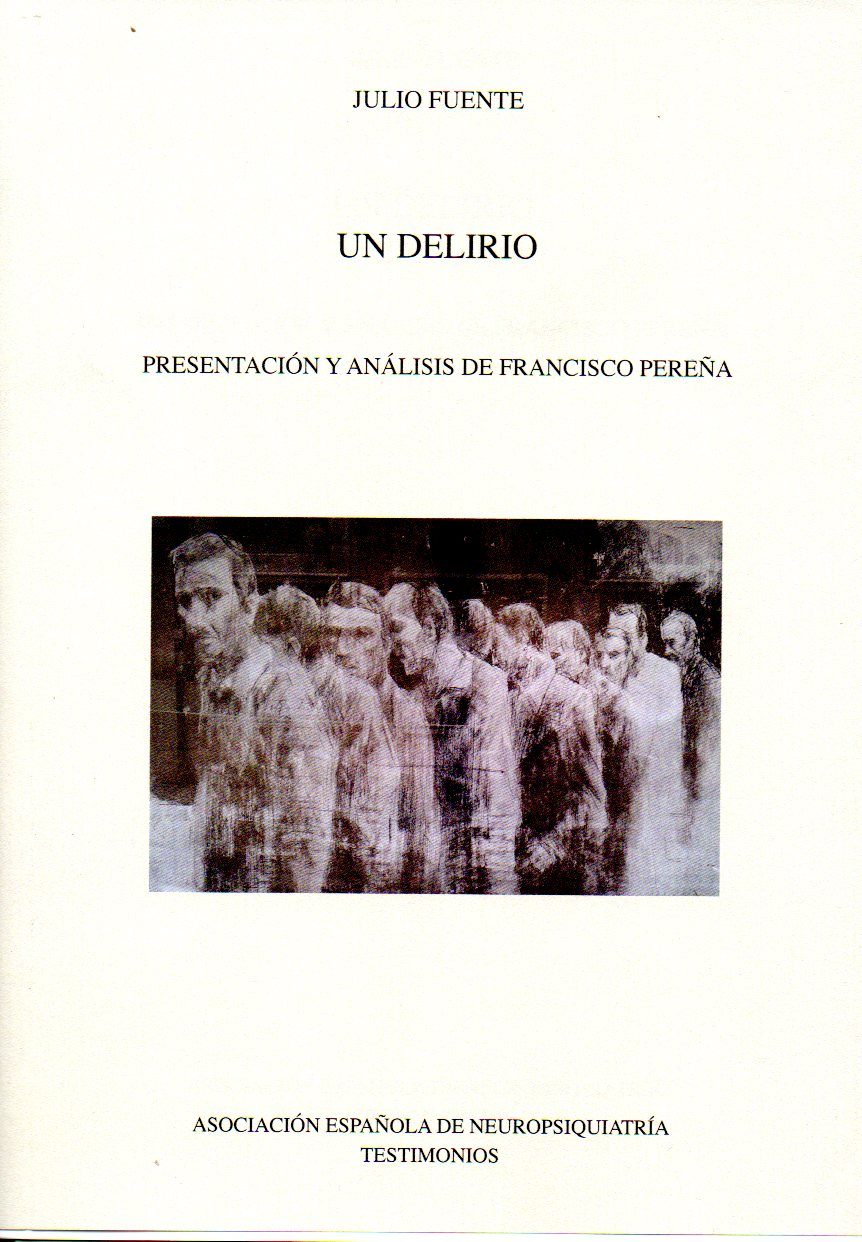 JULIO FUENTE
UN DELIRIO
PRESENTACIÓN Y ANÁLISIS DE FRANCISCO PEREÑA
ASOCIACIÓN ESPAÑOLA DE NEUROPSIQUIATRÍA
TESTIMONIOS